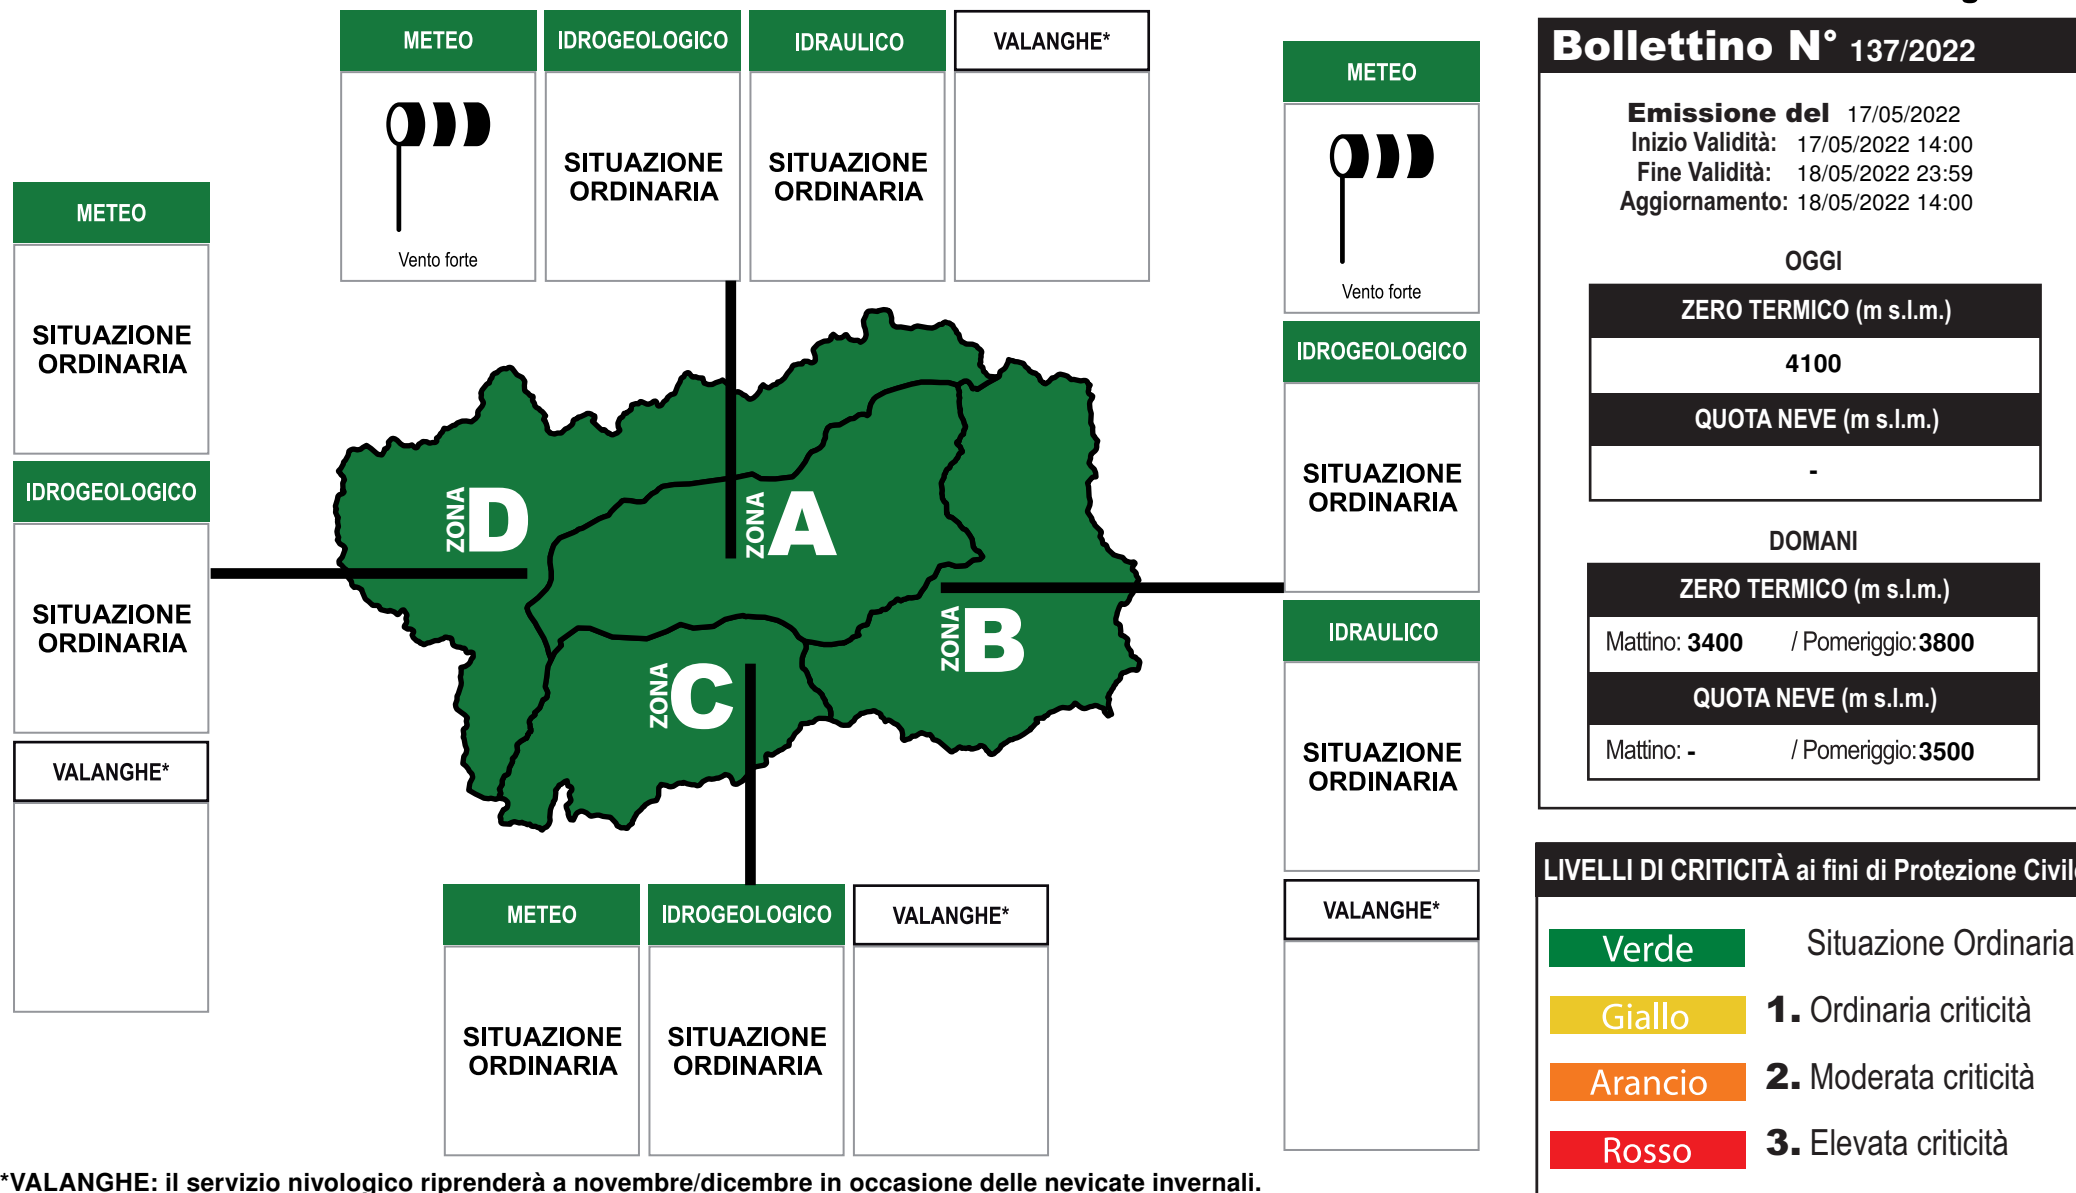 METEO
IDROGEOLOGICO
IDRAULICO
VALANGHE*
Vento forte
SITUAZIONE
ORDINARIA
SITUAZIONE
ORDINARIA
METEO
Vento forte
IDROGEOLOGICO
SITUAZIONE
ORDINARIA
IDRAULICO
SITUAZIONE
ORDINARIA
VALANGHE*
METEO
SITUAZIONE
ORDINARIA
IDROGEOLOGICO
SITUAZIONE
ORDINARIA
VALANGHE*
ZONA D
ZONA A
ZONA B
ZONA C
METEO
IDROGEOLOGICO
VALANGHE*
SITUAZIONE
ORDINARIA
SITUAZIONE
ORDINARIA
*VALANGHE: il servizio nivologico riprenderà a novembre/dicembre in occasione delle nevicate invernali.
Bollettino N° 137/2022
Emissione del 17/05/2022
Inizio Validità: 17/05/2022 14:00
Fine Validità: 18/05/2022 23:59
Aggiornamento: 18/05/2022 14:00
OGGI
ZERO TERMICO (m s.l.m.)
4100
QUOTA NEVE (m s.l.m.)
-
DOMANI
ZERO TERMICO (m s.l.m.)
Mattino: 3400 / Pomeriggio: 3800
QUOTA NEVE (m s.l.m.)
Mattino: - / Pomeriggio: 3500
LIVELLI DI CRITICITÀ ai fini di Protezione Civile
Verde Situazione Ordinaria
Giallo 1. Ordinaria criticità
Arancio 2. Moderata criticità
Rosso 3. Elevata criticità